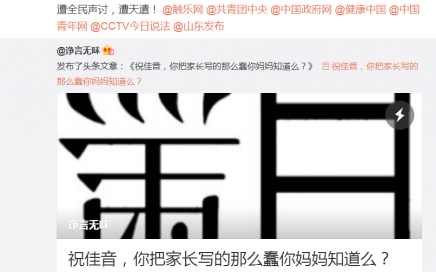 遭全民声讨，遭天遣！ @触乐网 @共青团中央 @中国政府网 @健康中国 @中国
青年网 @CCTV今日说法 @山东发布
@诤言无昧
发布了头条文章：《祝佳音，你把家长写的那么蠢你妈妈知道么？》 祝佳音，你把家长写的
那么蠢你妈妈知道么？
诤言无昧
祝佳音，你把家长写的那么蠢你妈妈知道么？